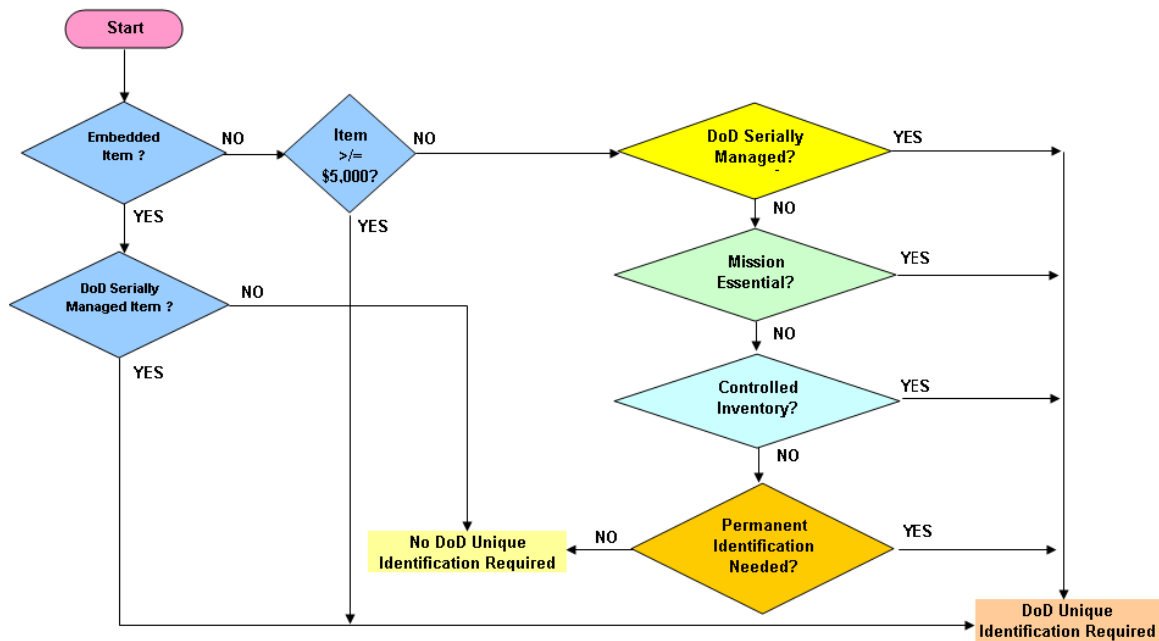 Start
Embedded
Item ?
NO
Item
>/=
$5,000?
NO
DoD Serially
Managed?
YES
YES
YES
NO
DoD Serially
Managed Item ?
NO
Mission
Essential?
YES
YES
NO
Controlled
Inventory?
YES
NO
Permanent
Identification
Needed?
YES
NO
No DoD Unique
Identification Required
DoD Unique
Identification Required